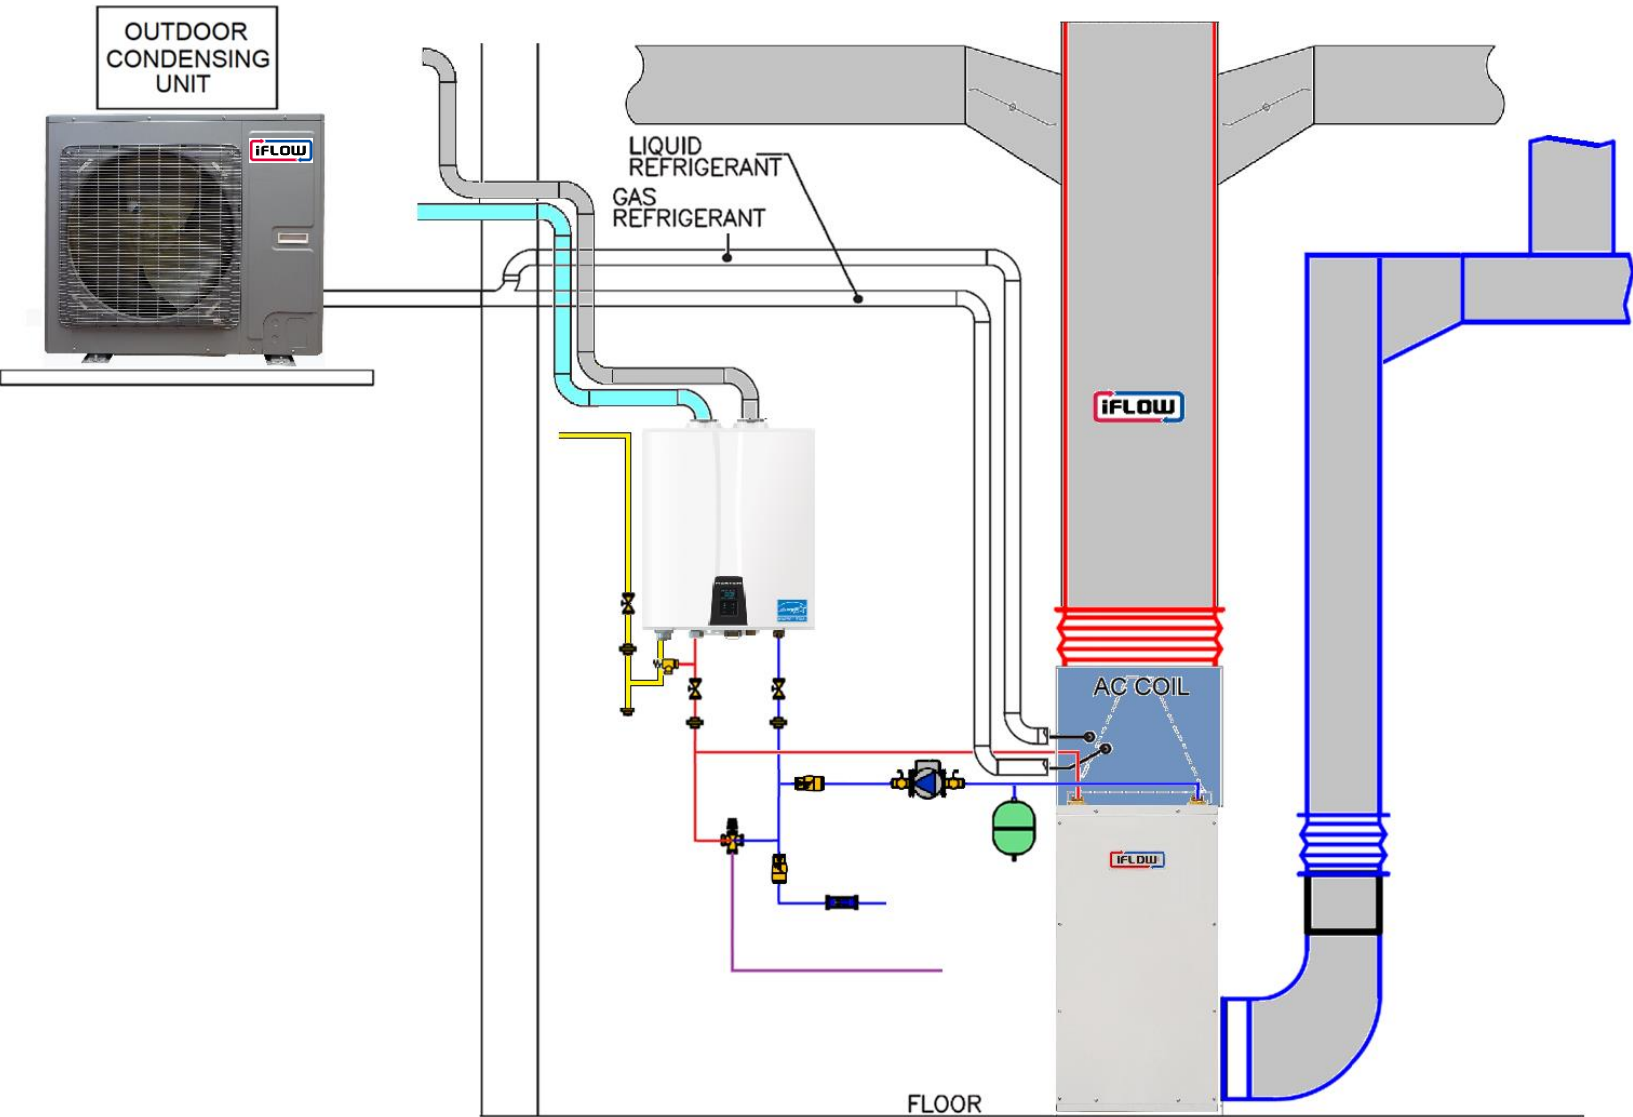 OUTDOOR
CONDENSING
UNIT
iFLOW
LIQUID
REFRIGERANT
GAS
REFRIGERANT
iFLOW
AC COIL
iFLOW
FLOOR